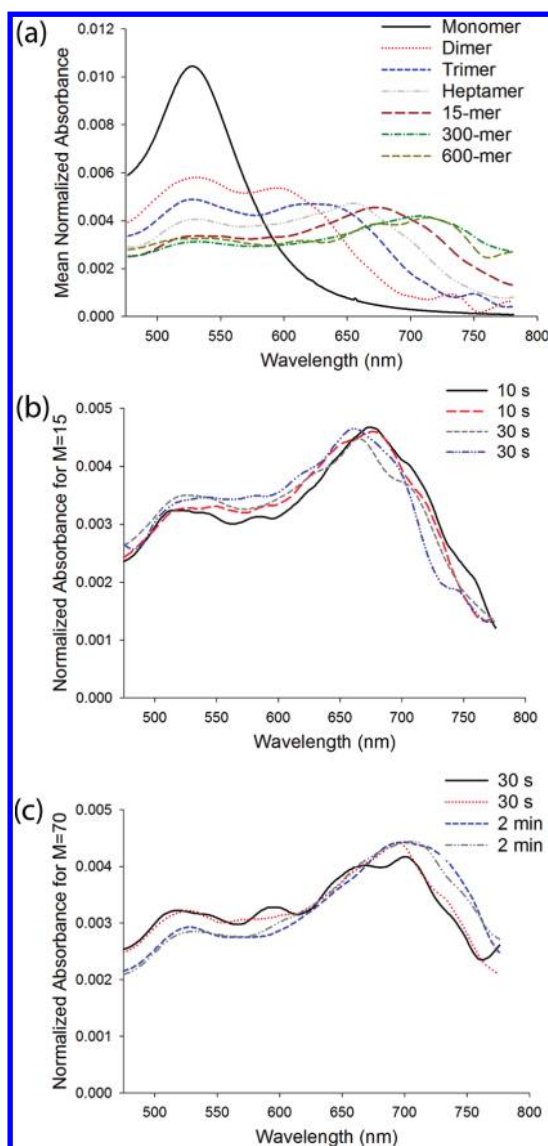 (a)
0.012
0.010
0.008
0.006
0.004
0.002
0.000
Mean Normalized Absorbance
Monomer
Dimer
Trimer
Heptamer
15-mer
300-mer
600-mer
500 550 600 650 700 750 800
Wavelength (nm)
(b)
0.005
0.004
0.003
0.002
0.001
0.000
Normalized Absorbance for M=15
10 s
10 s
30 s
30 s
500 550 600 650 700 750 800
Wavelength (nm)
(c)
0.005
0.004
0.003
0.002
0.001
0.000
Normalized Absorbance for M=70
30 s
30 s
2 min
2 min
500 550 600 650 700 750 800
Wavelength (nm)